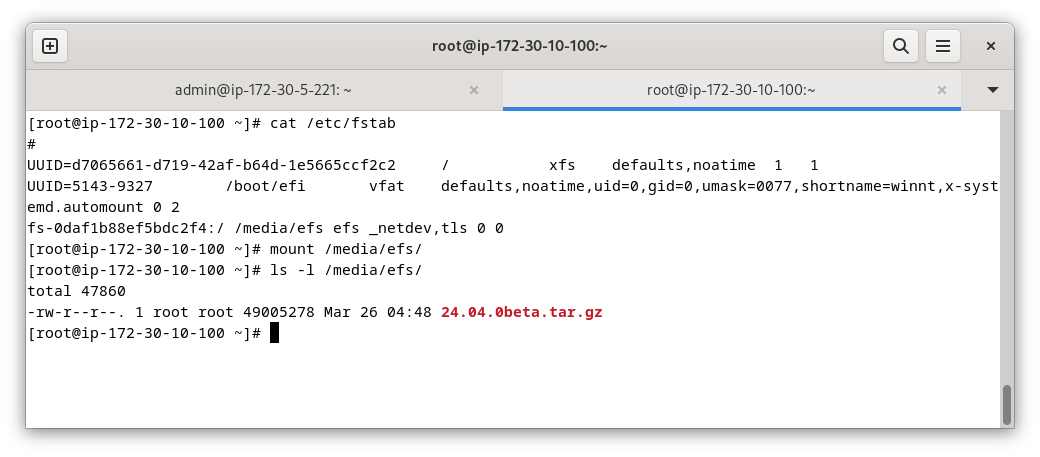 root@ip-172-30-10-100:~
admin@ip-172-30-5-221: ~
root@ip-172-30-10-100:~
[root@ip-172-30-10-100 ~]# cat /etc/fstab
#
UUID=d7065661-d719-42af-b64d-1e5665ccf2c2     /           xfs    defaults,noatime  1   1
UUID=5143-9327        /boot/efi       vfat    defaults,noatime,uid=0,gid=0,umask=0077,shortname=winnt,x-syst
emd.automount 0 2
fs-0daf1b88ef5bdc2f4:/ /media/efs efs _netdev,tls 0 0
[root@ip-172-30-10-100 ~]# mount /media/efs/
[root@ip-172-30-10-100 ~]# ls -l /media/efs/
total 47860
-rw-r--r--. 1 root root 49005278 Mar 26 04:48 24.04.0beta.tar.gz
[root@ip-172-30-10-100 ~]#